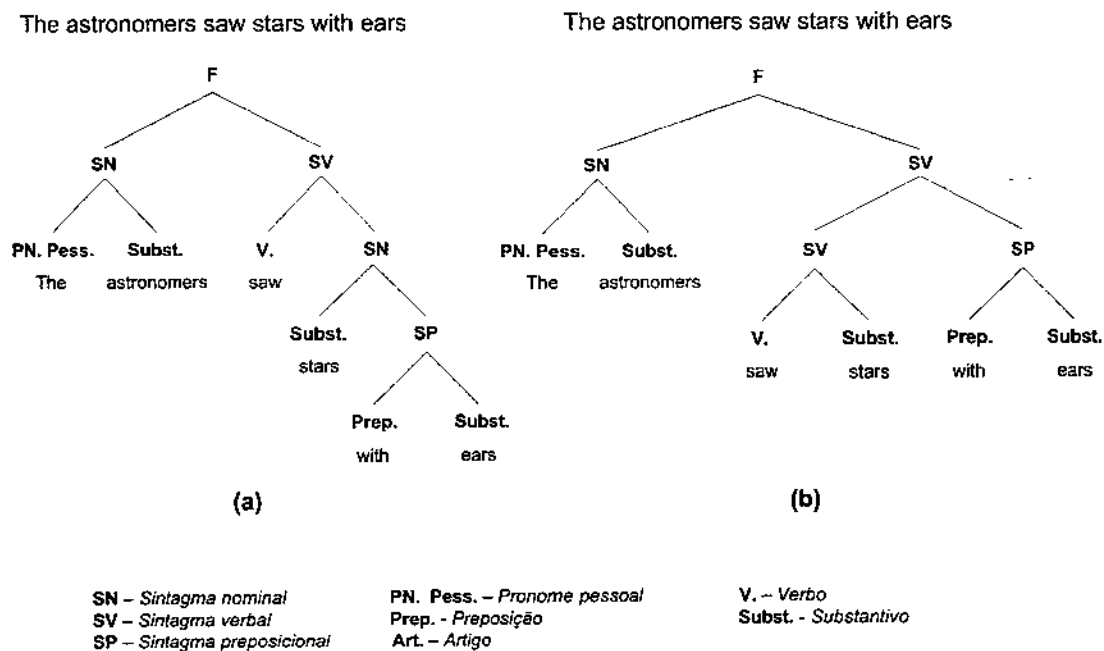 The astronomers saw stars with ears
The astronomers saw stars with ears
F
F
SN
SV
SN
SV
PN. Pess.
Subst.
V.
SN
PN. Pess.
Subst.
SV
SP
The
astronomers
saw
The
astronomers
Subst.
SP
V.
Subst.
Prep.
Subst.
stars
saw
stars
with
ears
Prep.
Subst.
with
ears
(a)
(b)
SN – Sintagma nominal
PN. Pess. – Pronome pessoal
V. – Verbo
SV – Sintagma verbal
Prep. - Preposição
Subst. - Substantivo
SP – Sintagma preposicional
Art. – Artigo